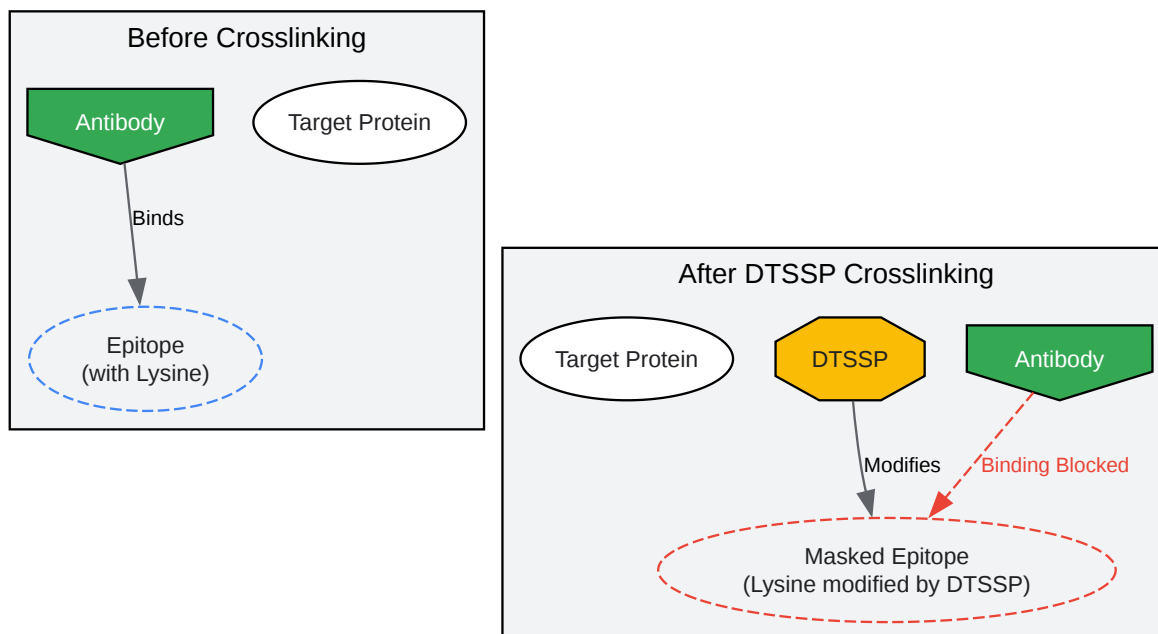 Before Crosslinking
Antibody
Target Protein
Binds
Epitope
(with Lysine)
After DTSSP Crosslinking
Target Protein
DTSSP
Antibody
Modifies
Binding Blocked
Masked Epitope
(Lysine modified by DTSSP)